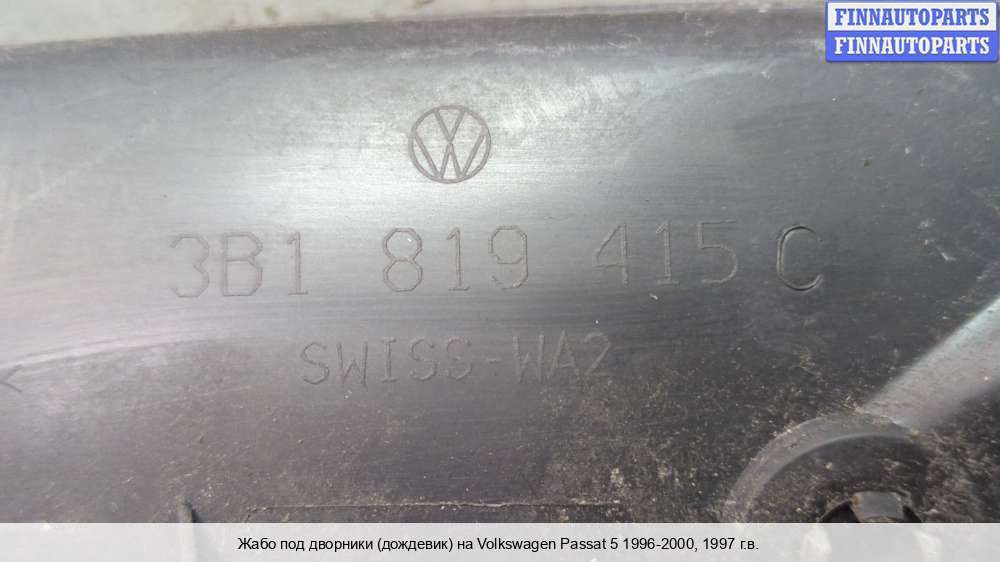 FINNAUTOPARTS
FINNAUTOPARTS
3B1 819 415 C
SWISS-WA2
Жабо под дворники (дождевик) на Volkswagen Passat 5 1996-2000, 1997 г.в.